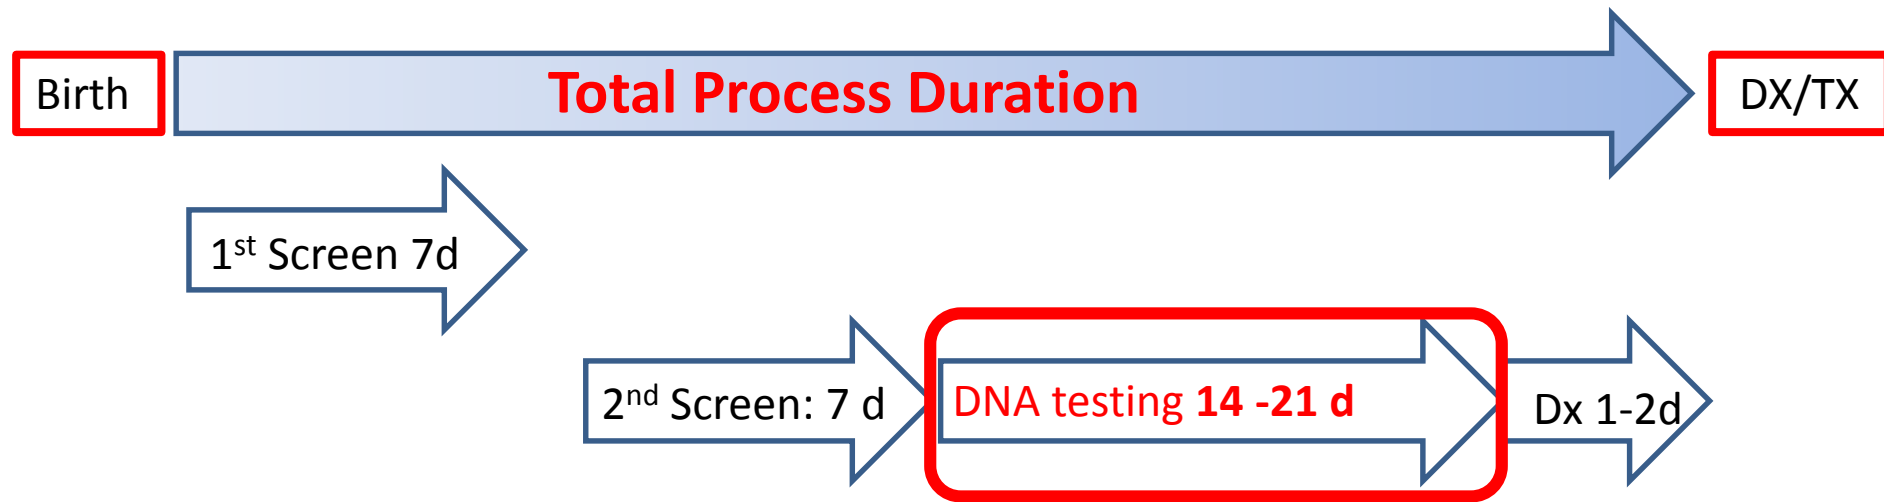 Birth
Total Process Duration
DX/TX
1st Screen 7d
2nd Screen: 7 d
DNA testing 14 -21 d
Dx 1-2d